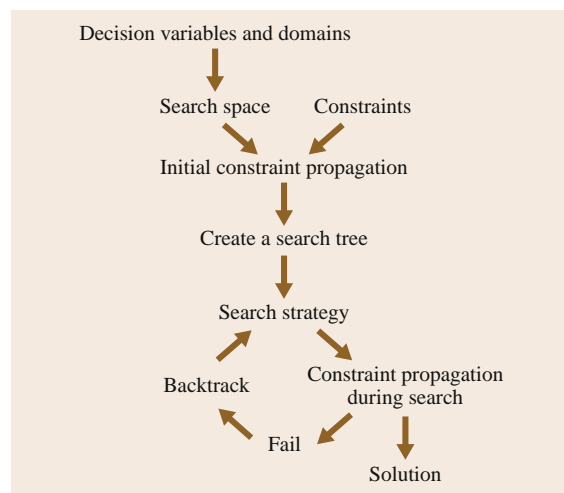 Decision variables and domains
Search space
Constraints
Initial constraint propagation
Create a search tree
Search strategy
Backtrack
Constraint propagation
during search
Fail
Solution